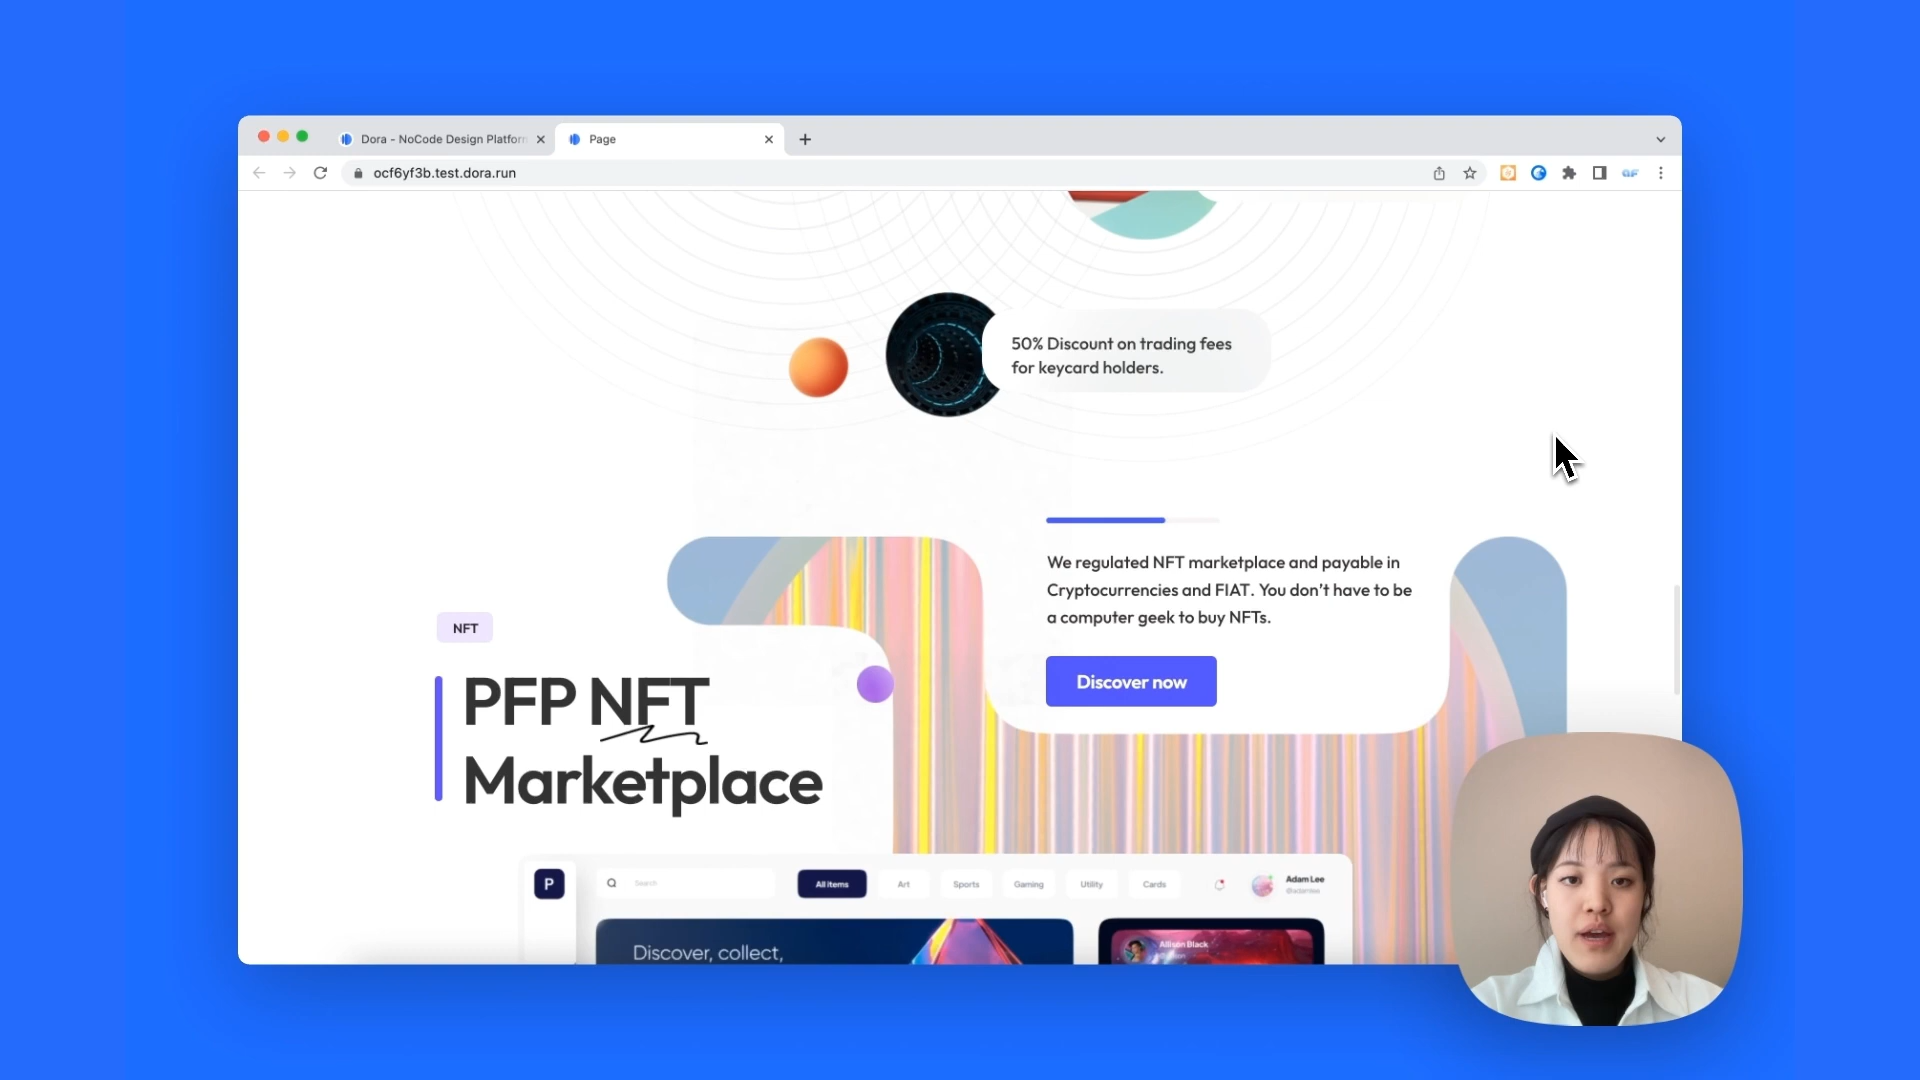 Dora - NoCode Design Platform
Page
ocf6yf3b.test.dora.run
50% Discount on trading fees
for keycard holders.
We regulated NFT marketplace and payable in
Cryptocurrencies and FIAT. You don't have to be
a computer geek to buy NFTs.
Discover now
NFT
PFP NFT
Marketplace
P
Search
All items
Art
Sports
Gaming
Utility
Cards
Adam Lee
@adamlee
Discover, collect,
Allison Black